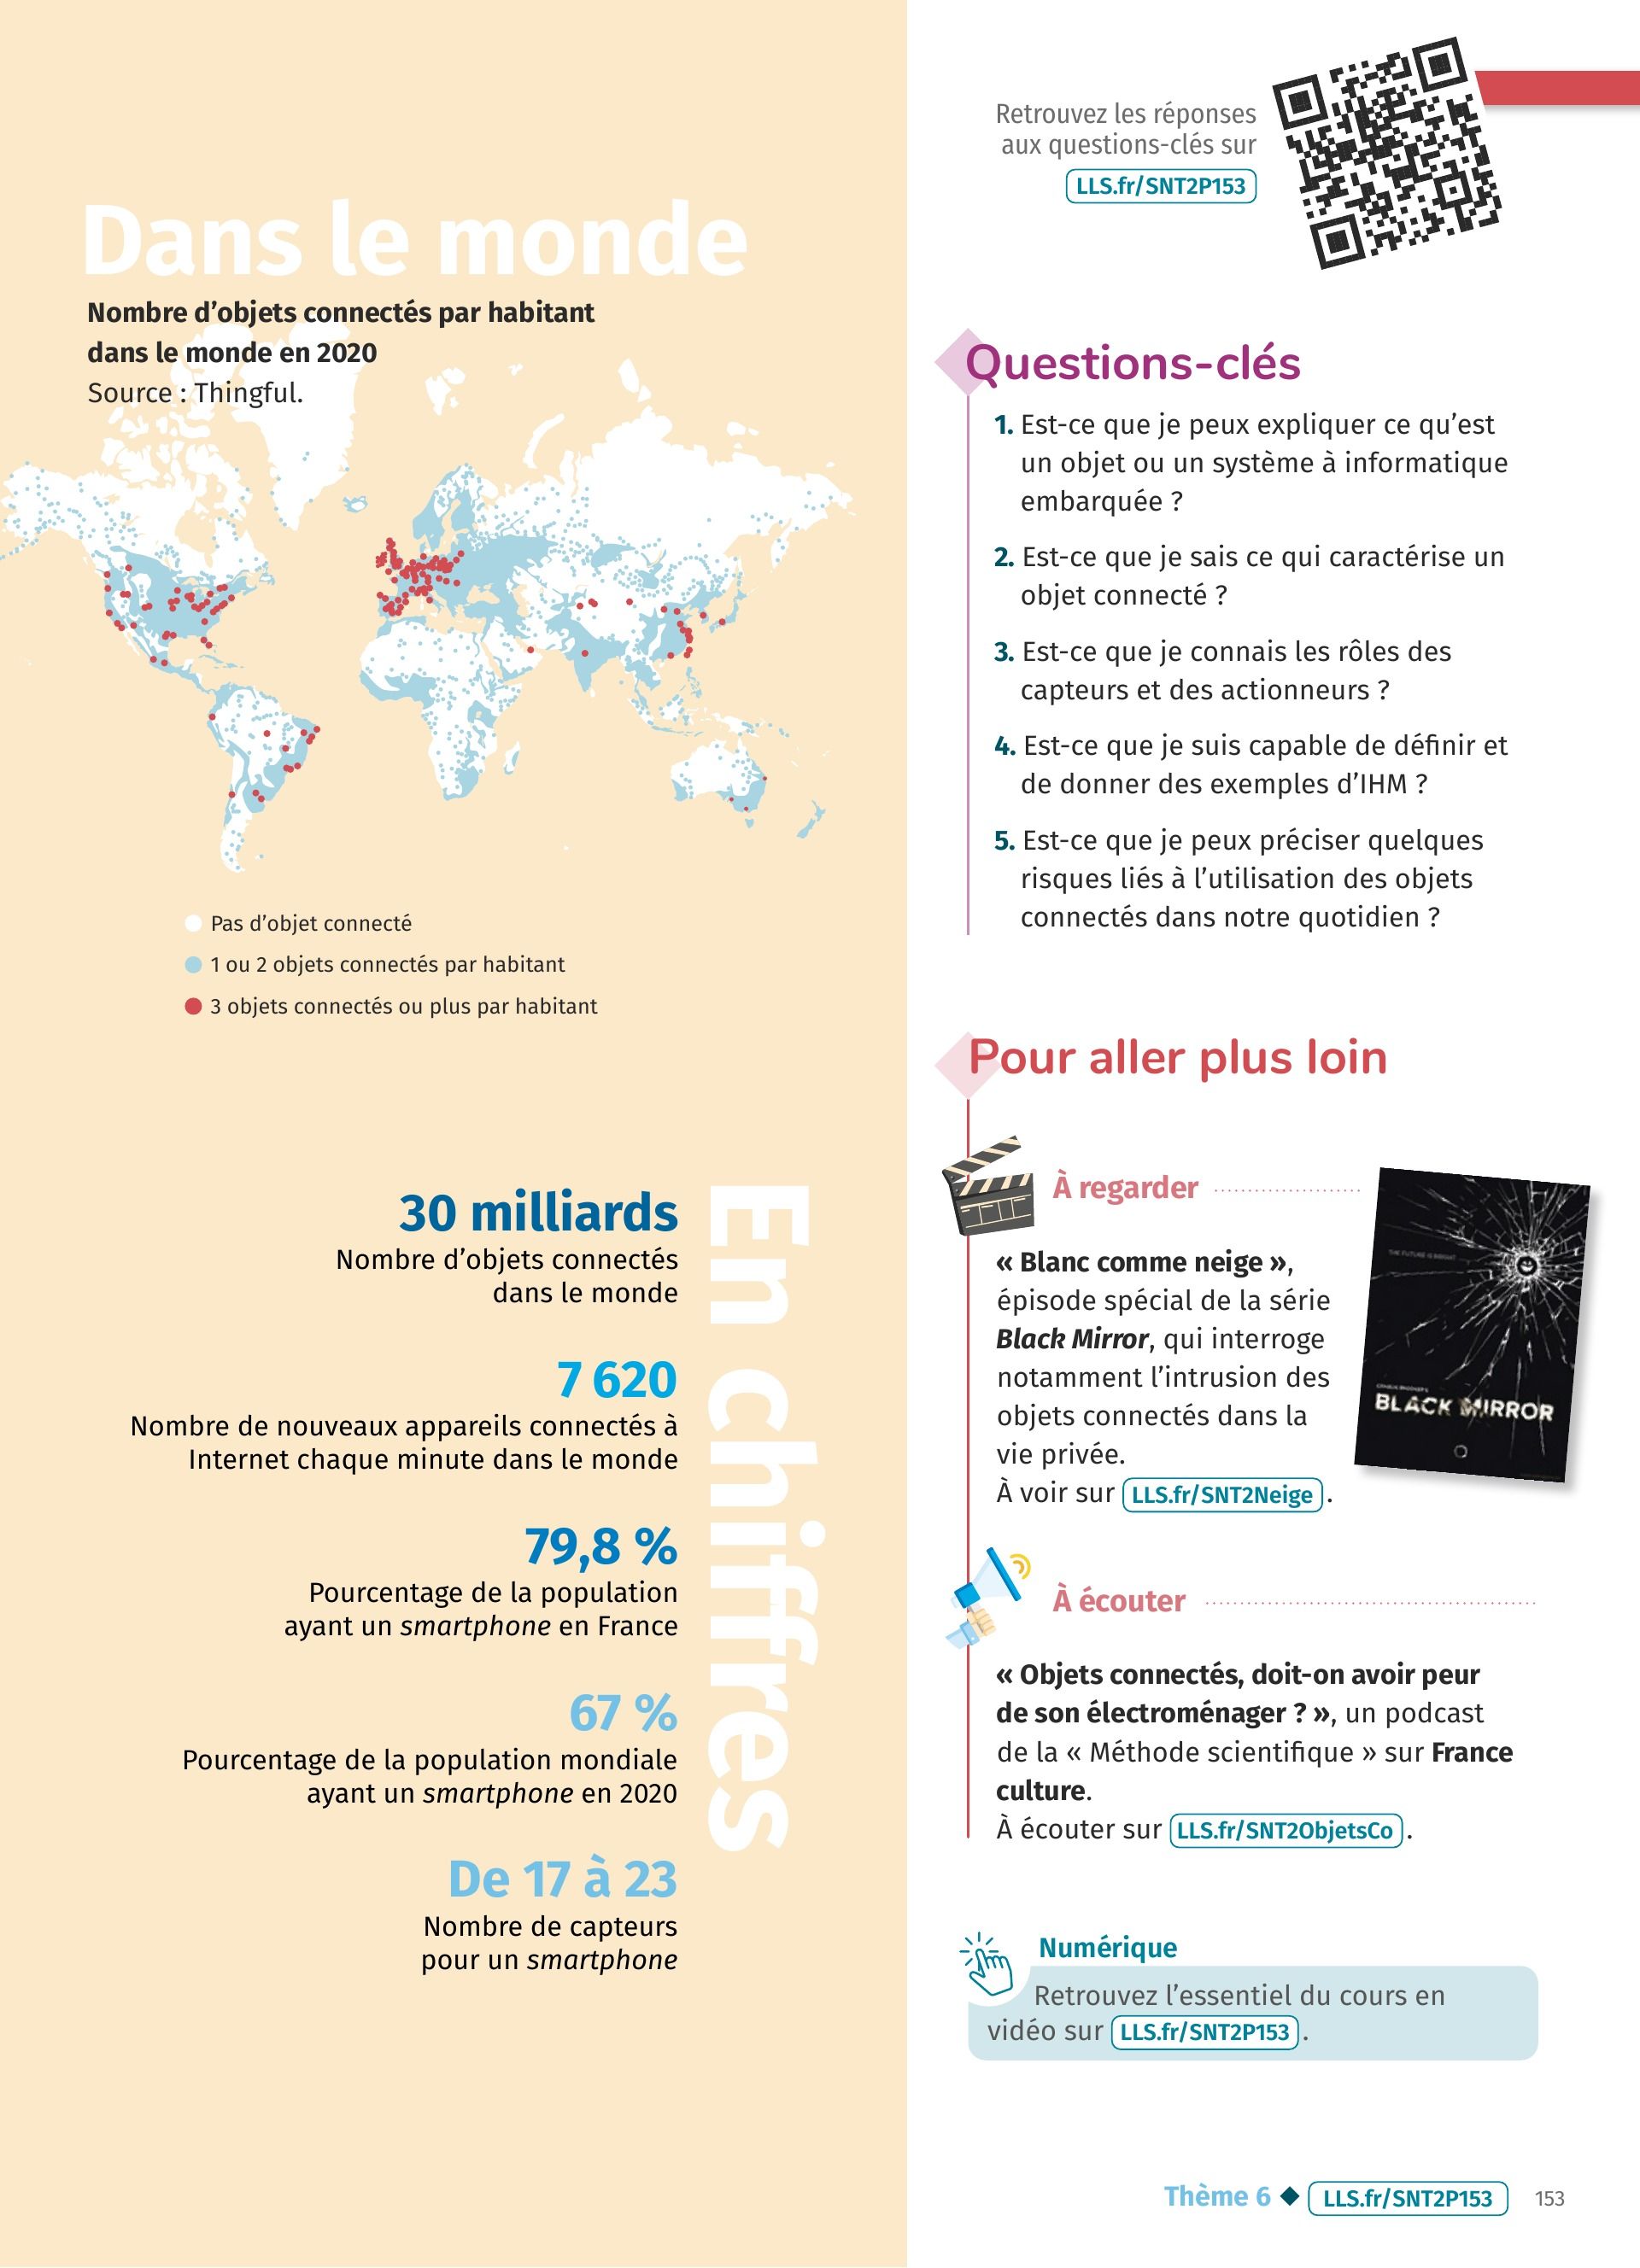 Retrouvez les réponses
aux questions-clés sur
LLS.fr/SNT2P153
Dans le monde
Nombre d’objets connectés par habitant
dans le monde en 2020
Source : Thingful.
Pas d’objet connecté
1 ou 2 objets connectés par habitant
3 objets connectés ou plus par habitant
En chiffres
30 milliards
Nombre d’objets connectés
dans le monde
7 620
Nombre de nouveaux appareils connectés à
Internet chaque minute dans le monde
79,8 %
Pourcentage de la population
ayant un smartphone en France
67 %
Pourcentage de la population mondiale
ayant un smartphone en 2020
De 17 à 23
Nombre de capteurs
pour un smartphone
Questions-clés
1. Est-ce que je peux expliquer ce qu’est
un objet ou un système à informatique
embarquée ?
2. Est-ce que je sais ce qui caractérise un
objet connecté ?
3. Est-ce que je connais les rôles des
capteurs et des actionneurs ?
4. Est-ce que je suis capable de définir et
de donner des exemples d’IHM ?
5. Est-ce que je peux préciser quelques
risques liés à l’utilisation des objets
connectés dans notre quotidien ?
Pour aller plus loin
À regarder
« Blanc comme neige »,
épisode spécial de la série
Black Mirror, qui interroge
notamment l’intrusion des
objets connectés dans la
vie privée.
À voir sur LLS.fr/SNT2Neige .
THE FUTURE IS BRIGHT
BLACK MIRROR
À écouter
« Objets connectés, doit-on avoir peur
de son électroménager ? », un podcast
de la « Méthode scientifique » sur France
culture.
À écouter sur LLS.fr/SNT2ObjetsCo .
Numérique
Retrouvez l’essentiel du cours en
vidéo sur LLS.fr/SNT2P153 .
Thème 6 ◆ LLS.fr/SNT2P153 153